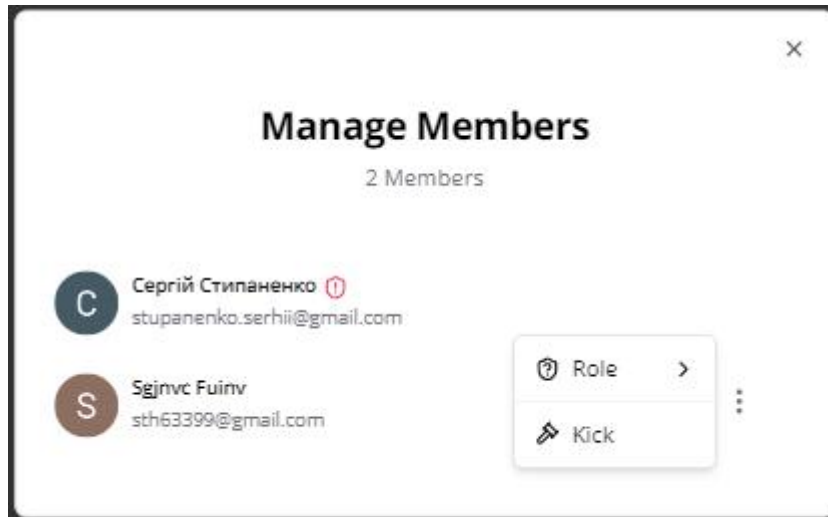 Manage Members
2 Members
C
Сергій Стипаненко
stupanenko.serhii@gmail.com
S
Sgjnvc Fuinv
sth63399@gmail.com
Role
Kick